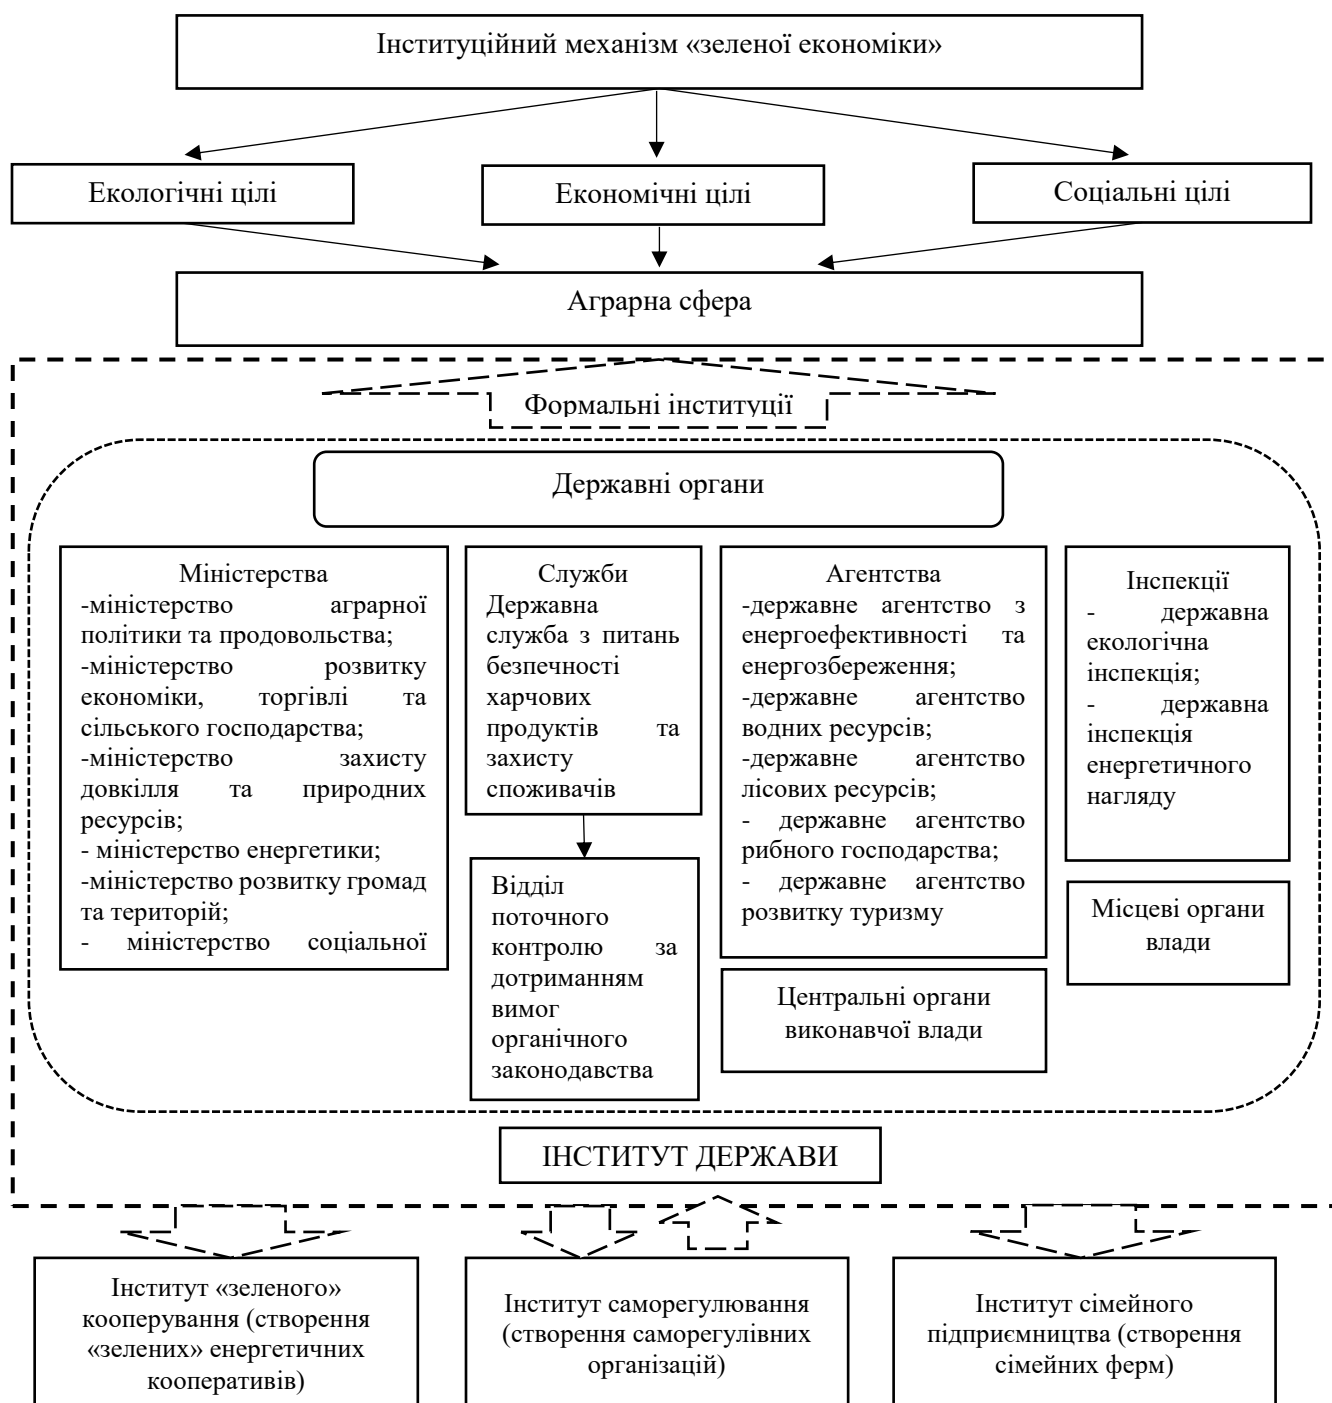 Інституційний механізм «зеленої економіки»
Екологічні цілі
Економічні цілі
Соціальні цілі
Аграрна сфера
Формальні інституції
Державні органи
Міністерства
-міністерство аграрної
політики та продовольства;
-міністерство розвитку
економіки, торгівлі та
сільського господарства;
-міністерство захисту
довкілля та природних
ресурсів;
- міністерство енергетики;
-міністерство розвитку громад
та територій;
- міністерство соціальної
Служби
Державна
служба з питань
безпечності
харчових
продуктів та
захисту
споживачів
Відділ
поточного
контролю за
дотриманням
вимог
органічного
законодавства
Агентства
-державне агентство з
енергоефективності та
енергозбереження;
-державне агентство
водних ресурсів;
-державне агентство
лісових ресурсів;
- державне агентство
рибного господарства;
- державне агентство
розвитку туризму
Центральні органи
виконавчої влади
Інспекції
- державна
екологічна
інспекція;
- державна
інспекція
енергетичного
нагляду
Місцеві органи
влади
ІНСТИТУТ ДЕРЖАВИ
Інститут «зеленого»
кооперування (створення
«зелених» енергетичних
кооперативів)
Інститут саморегулювання
(створення саморегулівних
організацій)
Інститут сімейного
підприємництва (створення
сімейних ферм)